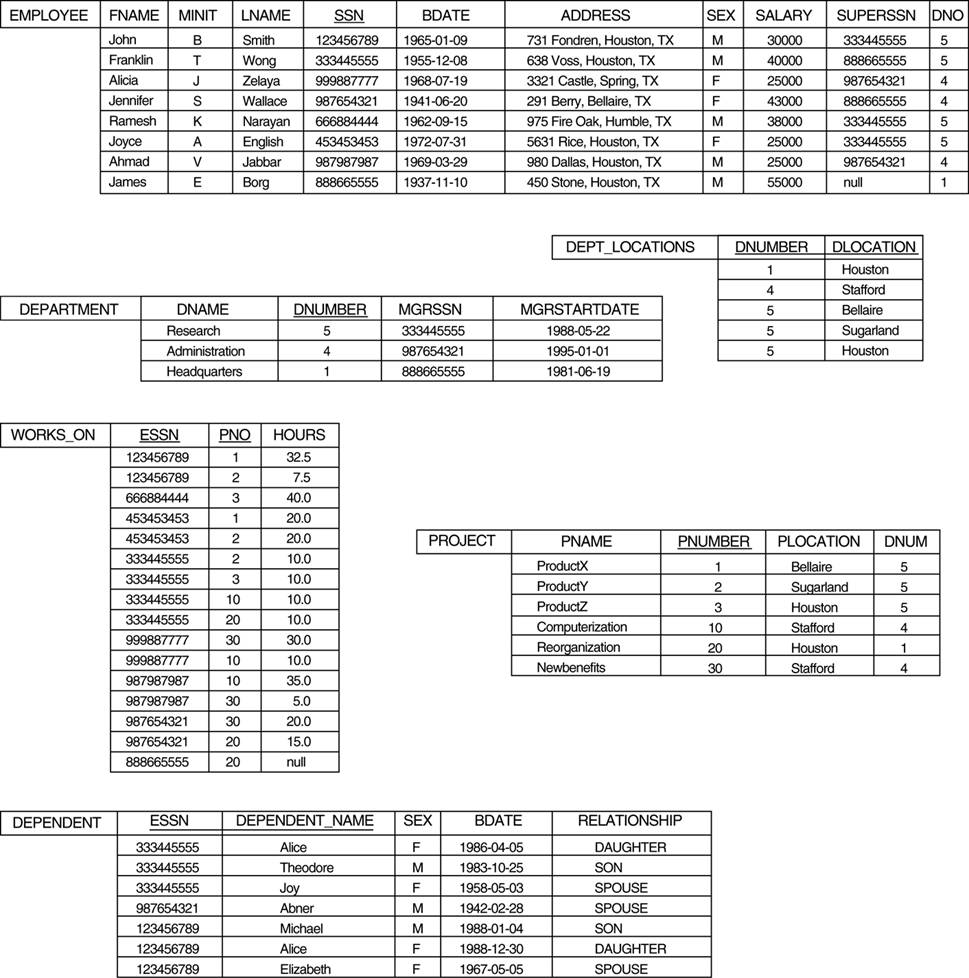 EMPLOYEE FNAME MINIT LNAME SSN BDATE ADDRESS SEX SALARY SUPERSSN DNO
John B Smith 123456789 1965-01-09 731 Fondren, Houston, TX M 30000 333445555 5
Franklin T Wong 333445555 1955-12-08 638 Voss, Houston, TX M 40000 888665555 5
Alicia J Zelaya 999887777 1968-07-19 3321 Castle, Spring, TX F 25000 987654321 4
Jennifer S Wallace 987654321 1941-06-20 291 Berry, Bellaire, TX F 43000 888665555 4
Ramesh K Narayan 666884444 1962-09-15 975 Fire Oak, Humble, TX M 38000 333445555 5
Joyce A English 453453453 1972-07-31 5631 Rice, Houston, TX F 25000 333445555 5
Ahmad V Jabbar 987987987 1969-03-29 980 Dallas, Houston, TX M 25000 987654321 4
James E Borg 888665555 1937-11-10 450 Stone, Houston, TX M 55000 null 1
DEPT_LOCATIONS DNUMBER DLOCATION
1 Houston
4 Stafford
5 Bellaire
5 Sugarland
5 Houston
DEPARTMENT DNAME DNUMBER MGRSSN MGRSTARTDATE
Research 5 333445555 1988-05-22
Administration 4 987654321 1995-01-01
Headquarters 1 888665555 1981-06-19
WORKS_ON ESSN PNO HOURS
123456789 1 32.5
123456789 2 7.5
666884444 3 40.0
453453453 1 20.0
453453453 2 20.0
333445555 2 10.0
333445555 3 10.0
333445555 10 10.0
333445555 20 10.0
999887777 30 30.0
999887777 10 10.0
987987987 10 35.0
987987987 30 5.0
987654321 30 20.0
987654321 20 15.0
888665555 20 null
PROJECT PNAME PNUMBER PLOCATION DNUM
ProductX 1 Bellaire 5
ProductY 2 Sugarland 5
ProductZ 3 Houston 5
Computerization 10 Stafford 4
Reorganization 20 Houston 1
Newbenefits 30 Stafford 4
DEPENDENT ESSN DEPENDENT_NAME SEX BDATE RELATIONSHIP
333445555 Alice F 1986-04-05 DAUGHTER
333445555 Theodore M 1983-10-25 SON
333445555 Joy F 1958-05-03 SPOUSE
987654321 Abner M 1942-02-28 SPOUSE
123456789 Michael M 1988-01-04 SON
123456789 Alice F 1988-12-30 DAUGHTER
123456789 Elizabeth F 1967-05-05 SPOUSE